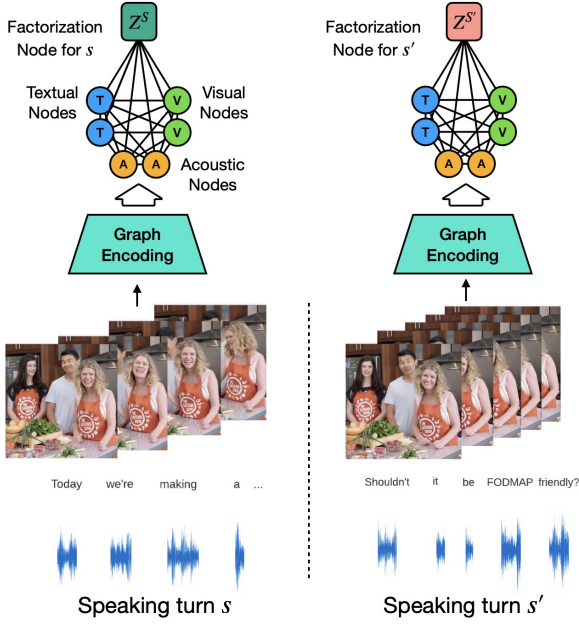 Factorization
Node for s
Z^s
Textual
Nodes
T
T
V
V
A
A
Visual
Nodes
Acoustic
Nodes
Graph
Encoding
Today we're making a ...
Speaking turn s
Factorization
Node for s′
Z^s′
T
T
V
V
A
A
Graph
Encoding
Shouldn't it be FODMAP friendly?
Speaking turn s′